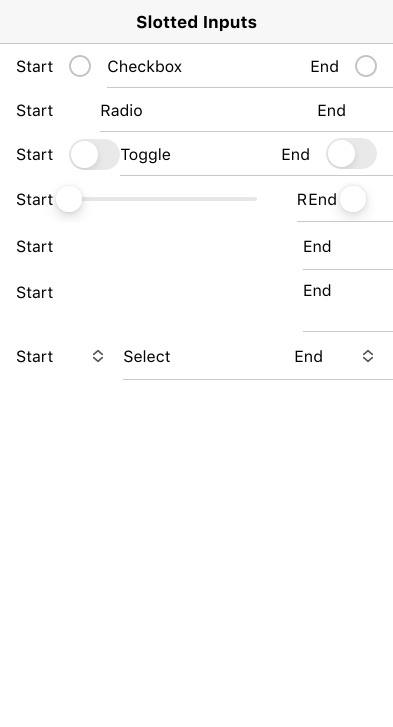 Slotted Inputs
Start Checkbox End
Start Radio End
Start Toggle End
Start R End
Start End
Start End
Start Select End